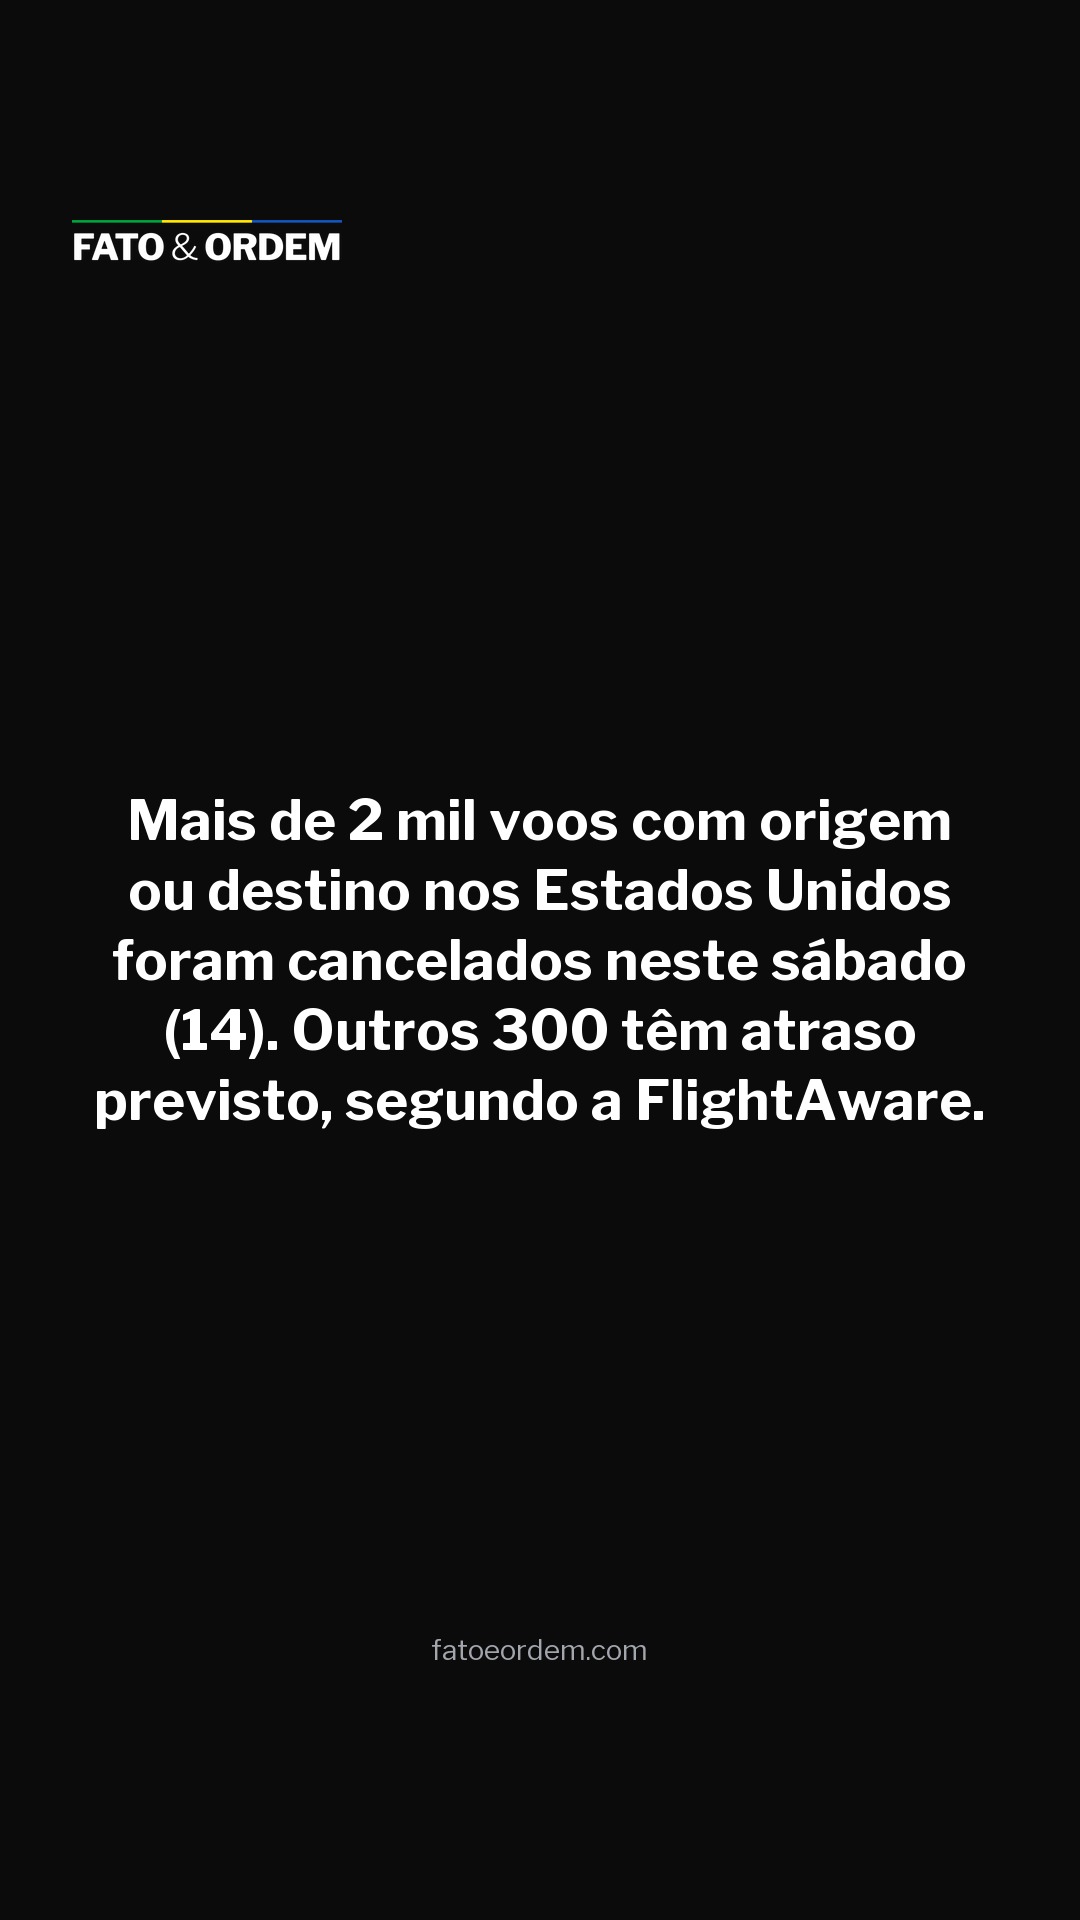 FATO & ORDEM
Mais de 2 mil voos com origem
ou destino nos Estados Unidos
foram cancelados neste sábado
(14). Outros 300 têm atraso
previsto, segundo a FlightAware.
fatoeordem.com